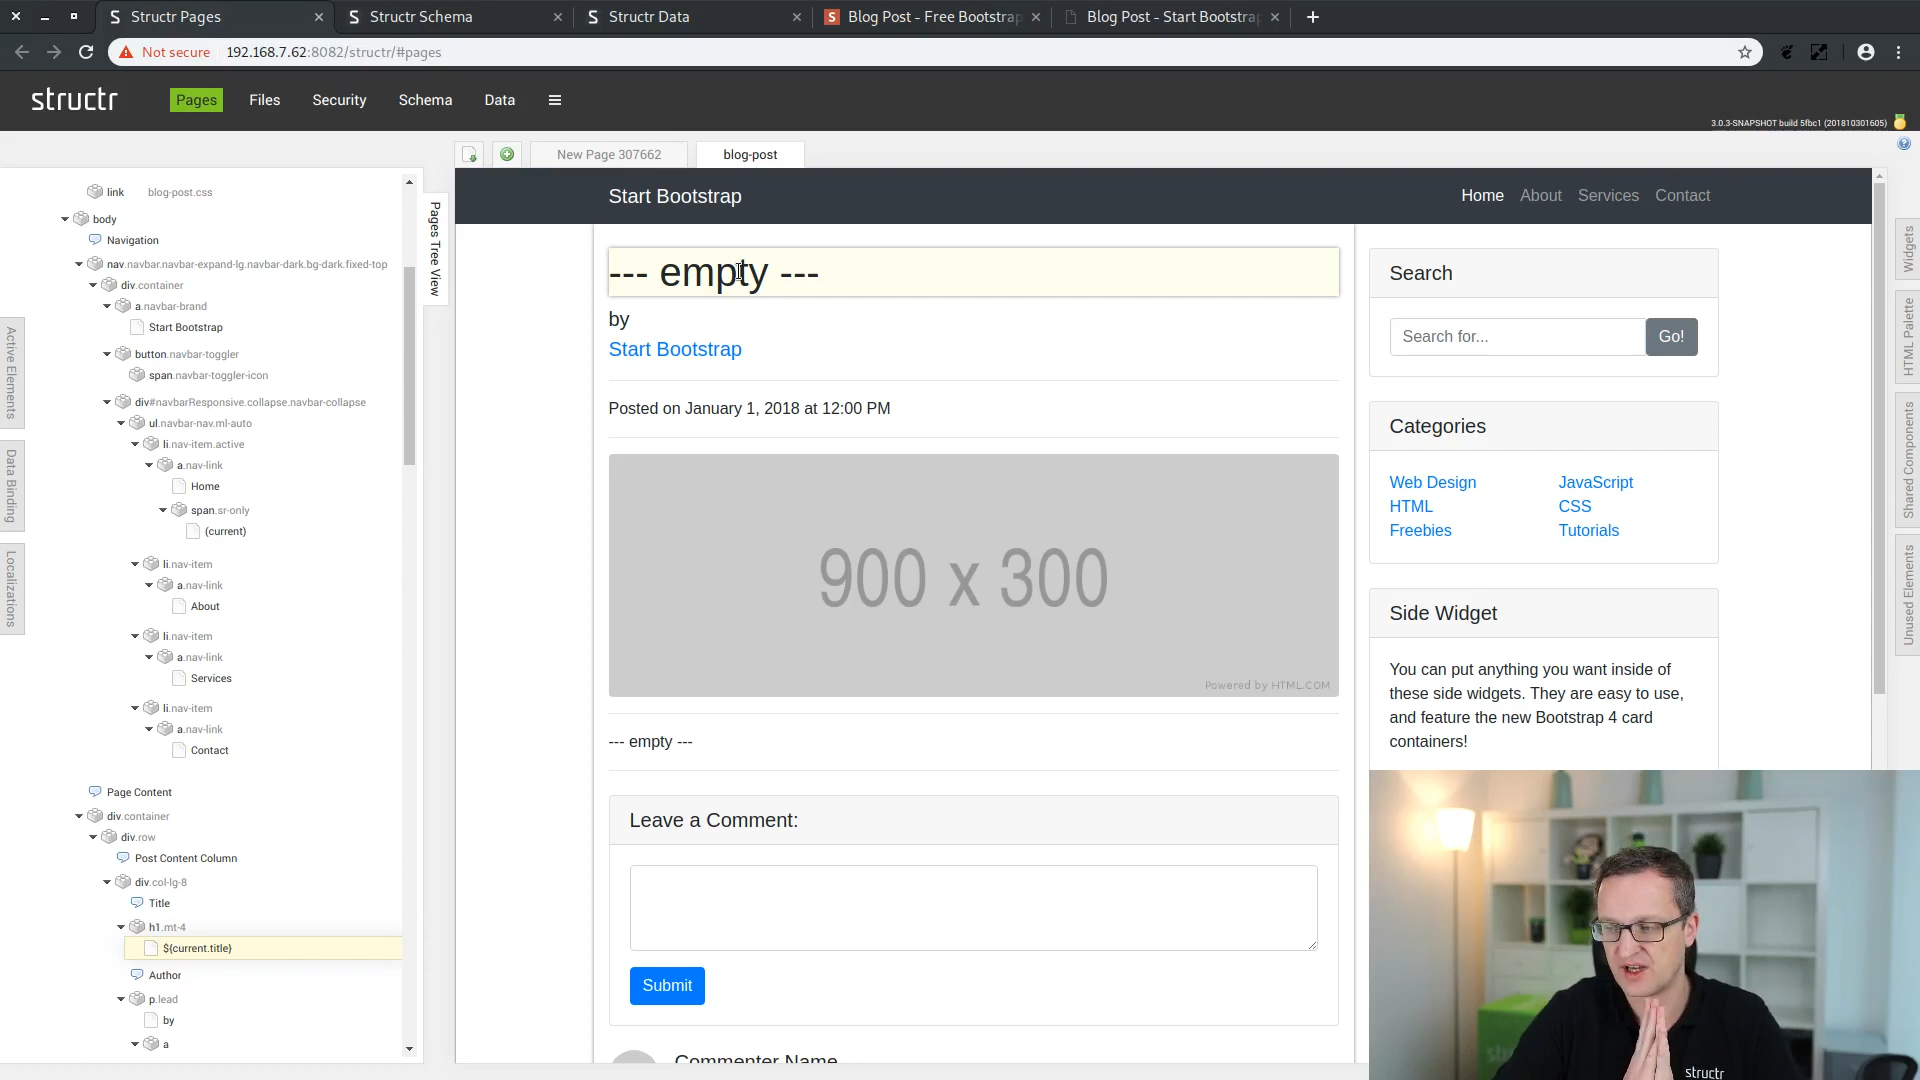 Structr Pages
Structr Schema
Structr Data
Blog Post - Free Bootstrap
Blog Post - Start Bootstrap
Not secure
192.168.7.62:8082/structr/#pages
structr
Pages
Files
Security
Schema
Data
3.0.3-SNAPSHOT build 5fbc1 (201810301605)
New Page 307662
blog-post
link blog-post.css
body
Navigation
nav.navbar.navbar-expand-lg.navbar-dark.bg-dark.fixed-top
div.container
a.navbar-brand
Start Bootstrap
button.navbar-toggler
span.navbar-toggler-icon
div#navbarResponsive.collapse.navbar-collapse
ul.navbar-nav.ml-auto
li.nav-item.active
a.nav-link
Home
span.sr-only
(current)
li.nav-item
a.nav-link
About
li.nav-item
a.nav-link
Services
li.nav-item
a.nav-link
Contact
Page Content
div.container
div.row
Post Content Column
div.col-lg-8
Title
h1.mt-4
${current.title}
Author
p.lead
by
a
Active Elements
Data Binding
Localizations
Pages Tree View
Start Bootstrap
Home
About
Services
Contact
--- empty ---
by
Start Bootstrap
Posted on January 1, 2018 at 12:00 PM
900 x 300
Powered by HTML.COM
--- empty ---
Leave a Comment:
Submit
Commenter Name
Search
Search for...
Go!
Categories
Web Design
JavaScript
HTML
CSS
Freebies
Tutorials
Side Widget
You can put anything you want inside of
these side widgets. They are easy to use,
and feature the new Bootstrap 4 card
containers!
Widgets
HTML Palette
Shared Components
Unused Elements
structr